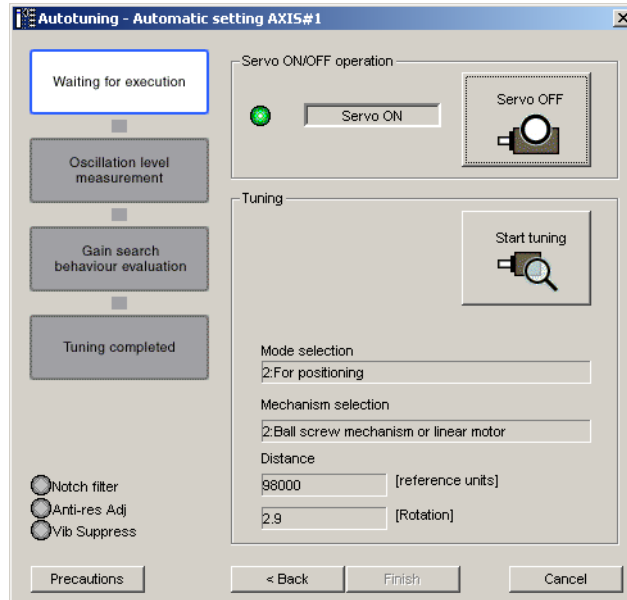 Autotuning - Automatic setting AXIS#1
Waiting for execution
Oscillation level
measurement
Gain search
behaviour evaluation
Tuning completed
Notch filter
Anti-res Adj
Vib Suppress
Precautions
Servo ON/OFF operation
Servo ON
Servo OFF
Tuning
Start tuning
Mode selection
2:For positioning
Mechanism selection
2:Ball screw mechanism or linear motor
Distance
98000 [reference units]
2.9 [Rotation]
< Back
Finish
Cancel